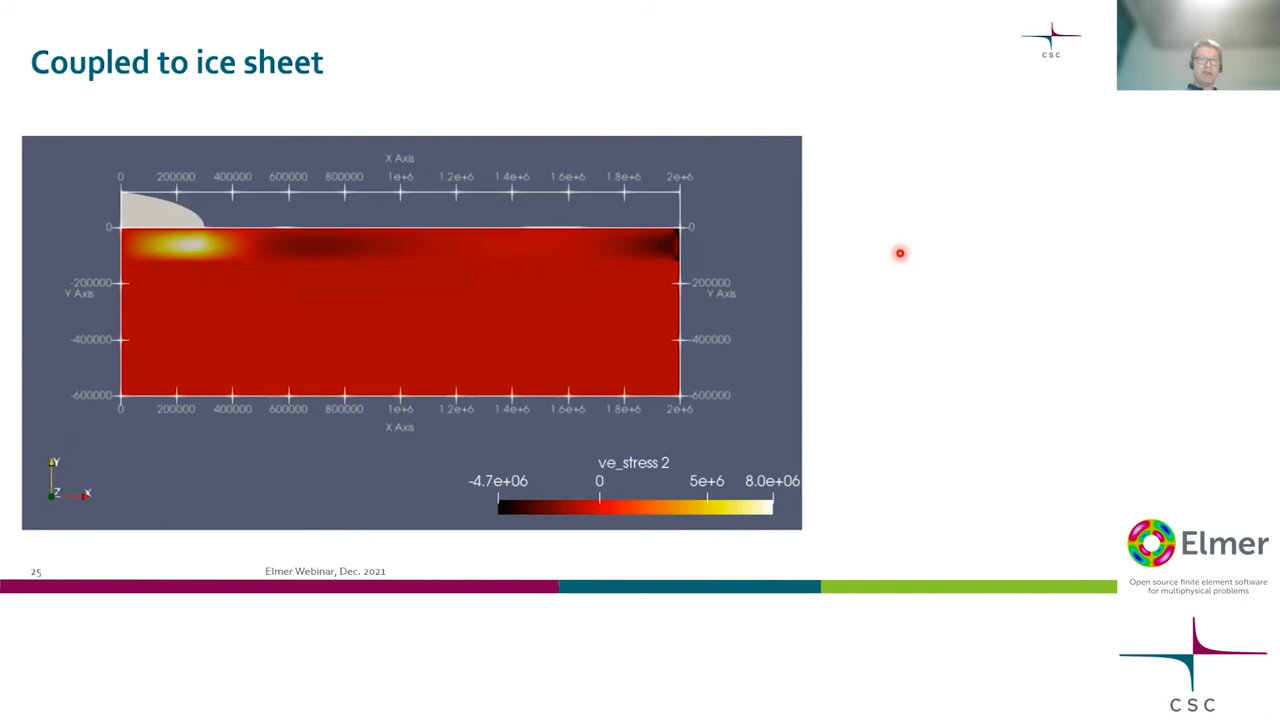 Coupled to ice sheet
CSC
X Axis
0 200000 400000 600000 800000 1e+6 1.2e+6 1.4e+6 1.6e+6 1.8e+6 2e+6
0 0
-200000 -200000
Y Axis Y Axis
-400000 -400000
-600000 -600000
0 200000 400000 600000 800000 1e+6 1.2e+6 1.4e+6 1.6e+6 1.8e+6 2e+6
X Axis
Y
Z X
ve_stress 2
-4.7e+06 0 5e+6 8.0e+06
Elmer
25 Elmer Webinar, Dec. 2021
Open source finite element software
for multiphysical problems
CSC